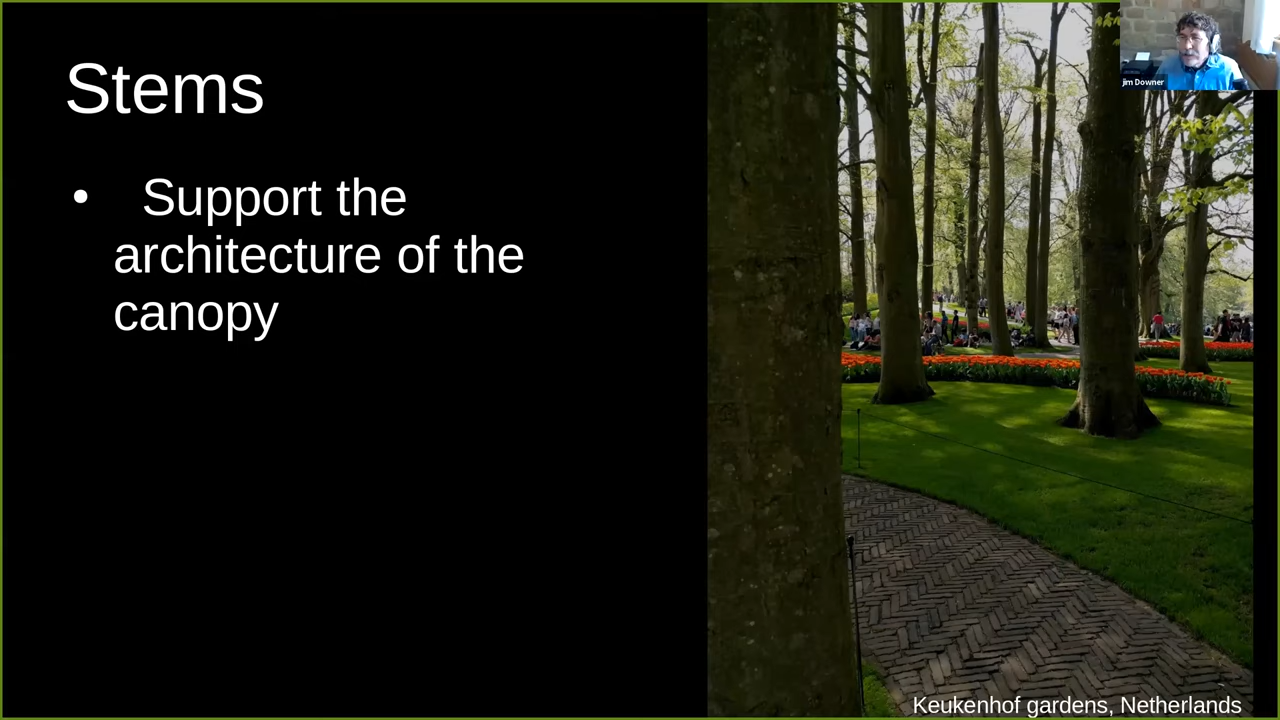 Stems
• Support the
architecture of the
canopy
jim Downer
Keukenhof gardens, Netherlands